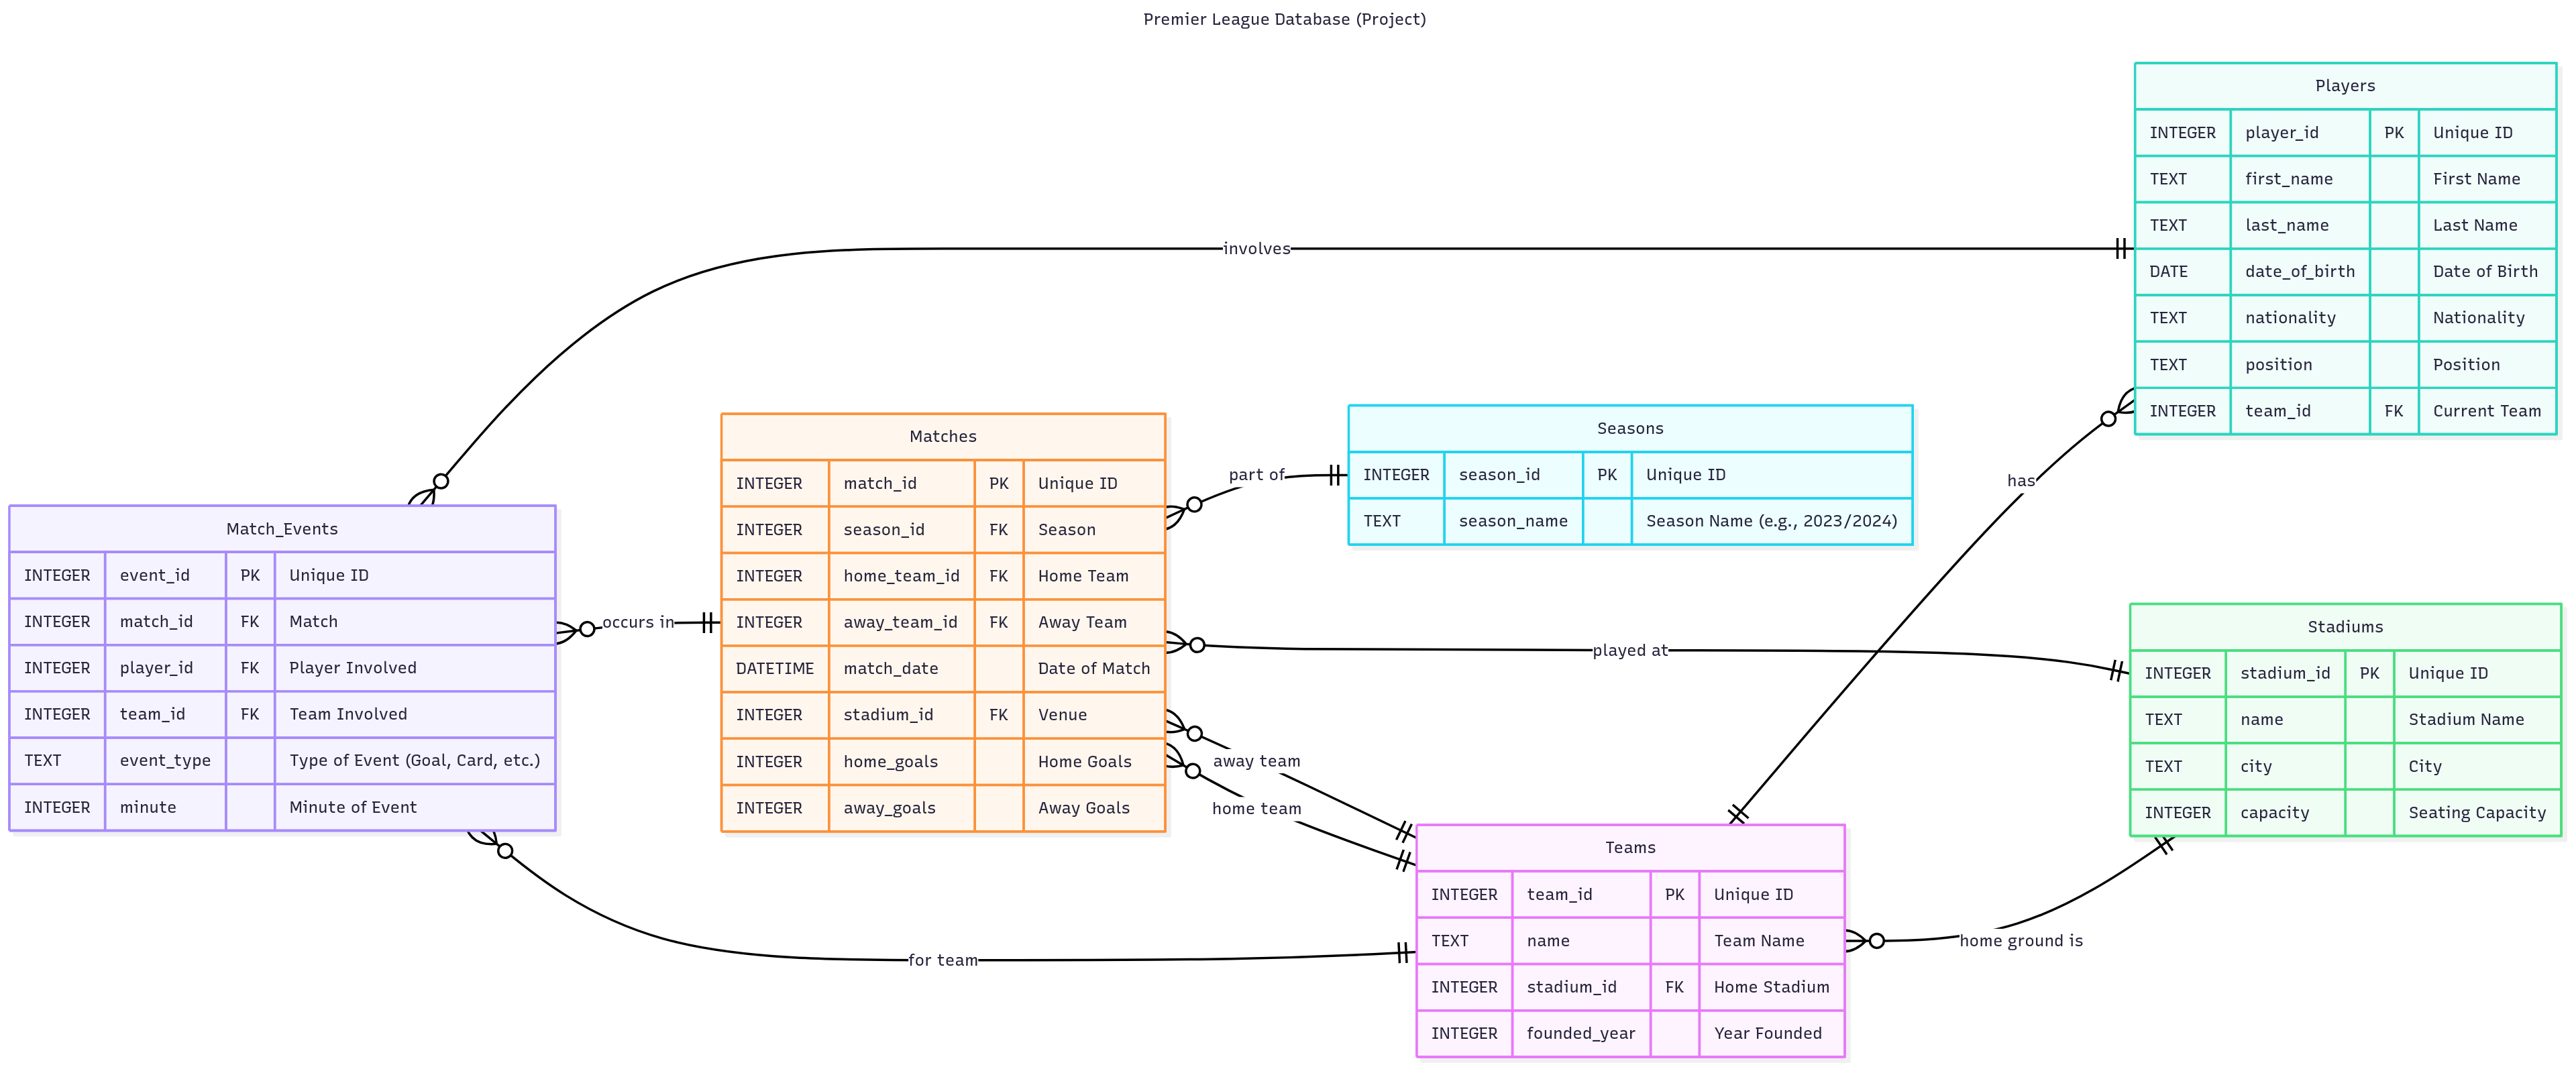 Premier League Database (Project)
Players
INTEGER player_id PK Unique ID
TEXT first_name First Name
TEXT last_name Last Name
DATE date_of_birth Date of Birth
TEXT nationality Nationality
TEXT position Position
INTEGER team_id FK Current Team
involves
Matches
INTEGER match_id PK Unique ID
INTEGER season_id FK Season
INTEGER home_team_id FK Home Team
INTEGER away_team_id FK Away Team
DATETIME match_date Date of Match
INTEGER stadium_id FK Venue
INTEGER home_goals Home Goals
INTEGER away_goals Away Goals
part of
Seasons
INTEGER season_id PK Unique ID
TEXT season_name Season Name (e.g., 2023/2024)
has
Match_Events
INTEGER event_id PK Unique ID
INTEGER match_id FK Match
INTEGER player_id FK Player Involved
INTEGER team_id FK Team Involved
TEXT event_type Type of Event (Goal, Card, etc.)
INTEGER minute Minute of Event
occurs in
played at
Stadiums
INTEGER stadium_id PK Unique ID
TEXT name Stadium Name
TEXT city City
INTEGER capacity Seating Capacity
away team
home team
Teams
INTEGER team_id PK Unique ID
TEXT name Team Name
INTEGER stadium_id FK Home Stadium
INTEGER founded_year Year Founded
home ground is
for team